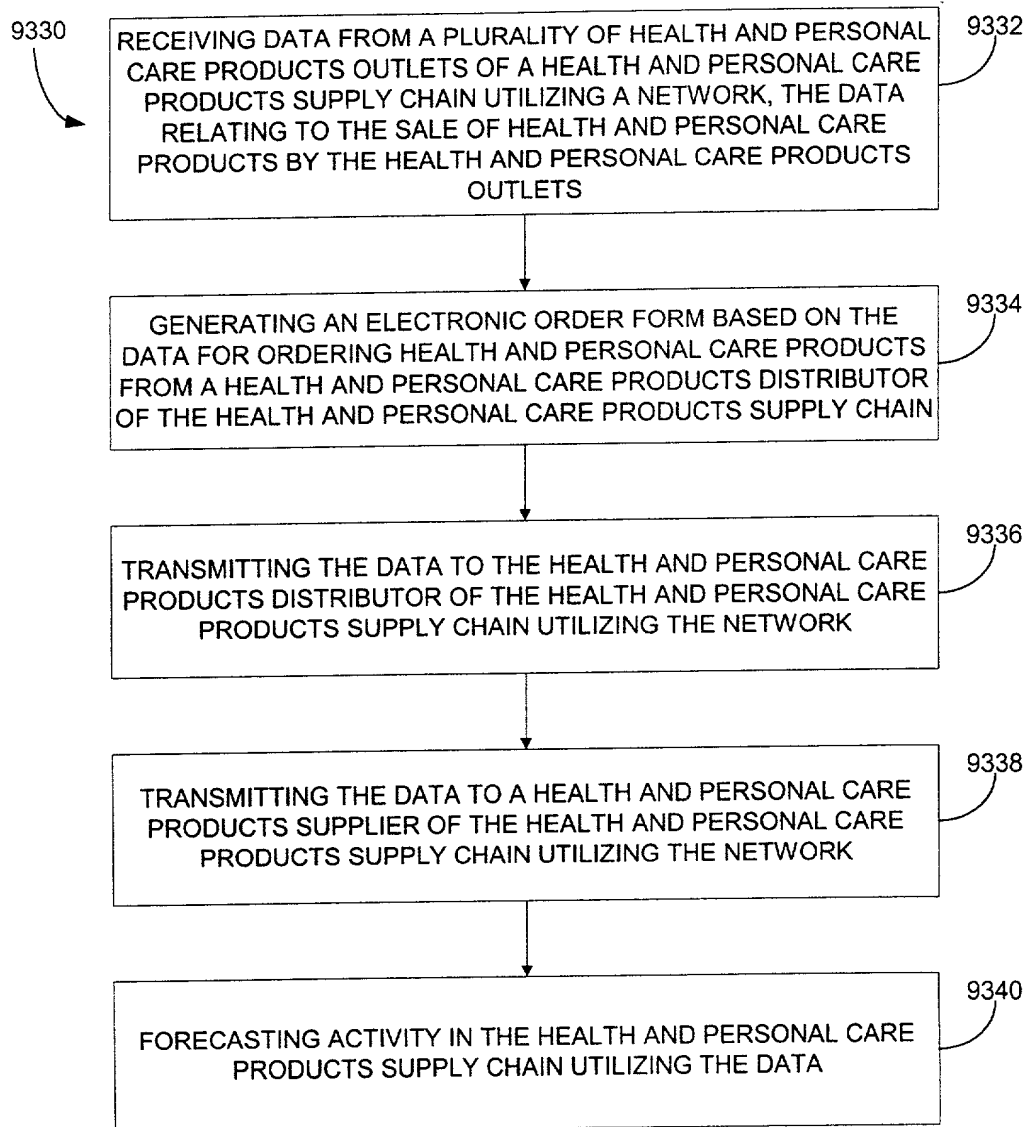 9330
RECEIVING DATA FROM A PLURALITY OF HEALTH AND PERSONAL
CARE PRODUCTS OUTLETS OF A HEALTH AND PERSONAL CARE
PRODUCTS SUPPLY CHAIN UTILIZING A NETWORK, THE DATA
RELATING TO THE SALE OF HEALTH AND PERSONAL CARE
PRODUCTS BY THE HEALTH AND PERSONAL CARE PRODUCTS
OUTLETS
9332
GENERATING AN ELECTRONIC ORDER FORM BASED ON THE
DATA FOR ORDERING HEALTH AND PERSONAL CARE PRODUCTS
FROM A HEALTH AND PERSONAL CARE PRODUCTS DISTRIBUTOR
OF THE HEALTH AND PERSONAL CARE PRODUCTS SUPPLY CHAIN
9334
TRANSMITTING THE DATA TO THE HEALTH AND PERSONAL CARE
PRODUCTS DISTRIBUTOR OF THE HEALTH AND PERSONAL CARE
PRODUCTS SUPPLY CHAIN UTILIZING THE NETWORK
9336
TRANSMITTING THE DATA TO A HEALTH AND PERSONAL CARE
PRODUCTS SUPPLIER OF THE HEALTH AND PERSONAL CARE
PRODUCTS SUPPLY CHAIN UTILIZING THE NETWORK
9338
FORECASTING ACTIVITY IN THE HEALTH AND PERSONAL CARE
PRODUCTS SUPPLY CHAIN UTILIZING THE DATA
9340